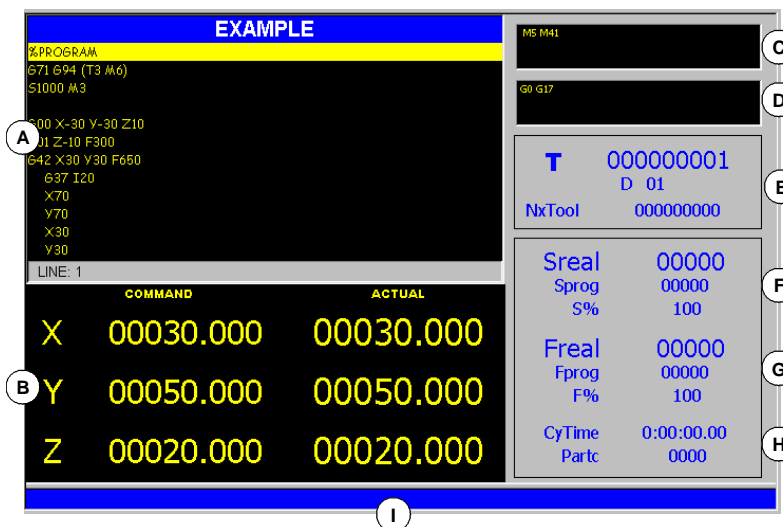 EXAMPLE
%PROGRAM
G71 G94 (T3 M6)
S1000 M3
G00 X-30 Y-30 Z10
G01 Z-10 F300
G42 X30 Y30 F650
G37 I20
X70
Y70
X30
Y30
LINE: 1
A
COMMAND ACTUAL
X 00030.000 00030.000
Y 00050.000 00050.000
Z 00020.000 00020.000
B
M5 M41
C
G0 G17
D
T 000000001
D 01
NxTool 000000000
E
Sreal 00000
Sprog 00000
S% 100
F
Freal 00000
Fprog 00000
F% 100
G
CyTime 0:00:00.00
Partc 0000
H
I